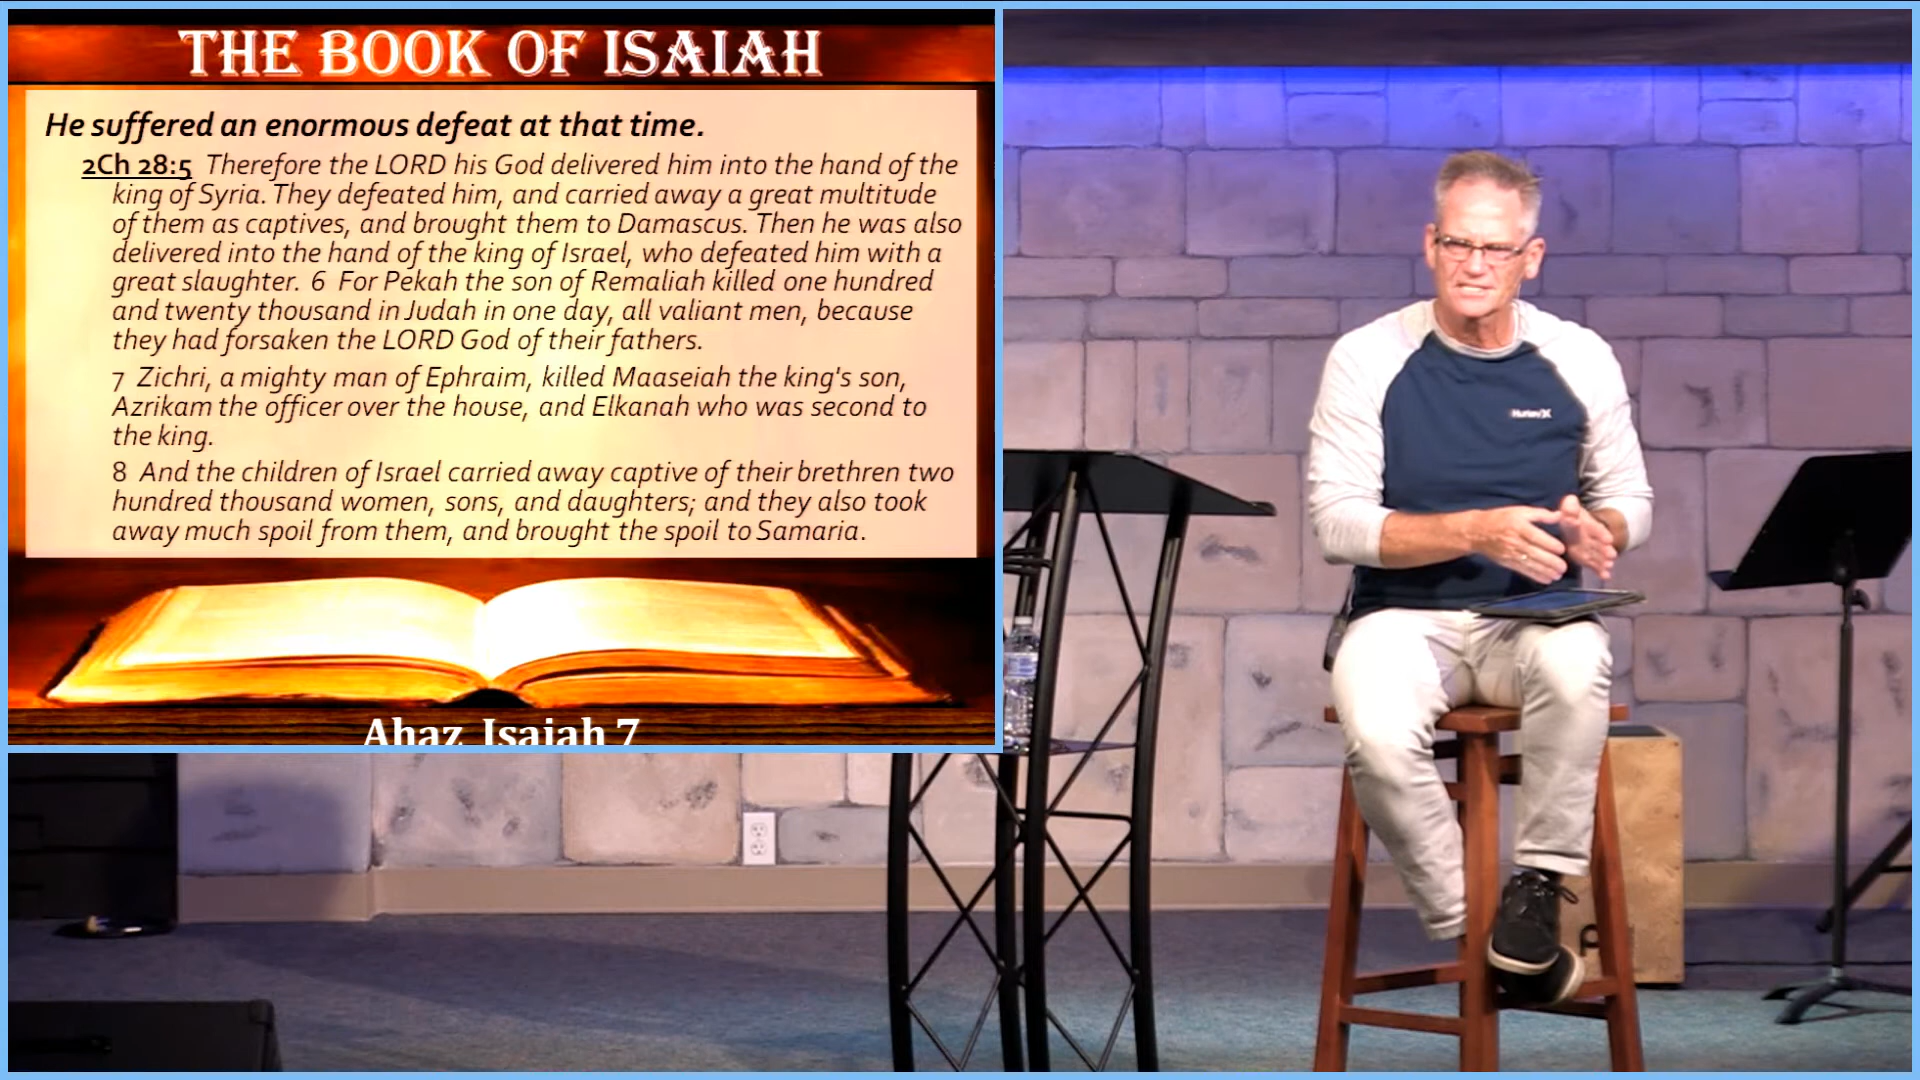 THE BOOK OF ISAIAH
He suffered an enormous defeat at that time.
2Ch 28:5 Therefore the LORD his God delivered him into the hand of the
king of Syria. They defeated him, and carried away a great multitude
of them as captives, and brought them to Damascus. Then he was also
delivered into the hand of the king of Israel, who defeated him with a
great slaughter. 6 For Pekah the son of Remaliah killed one hundred
and twenty thousand in Judah in one day, all valiant men, because
they had forsaken the LORD God of their fathers.
7 Zichri, a mighty man of Ephraim, killed Maaseiah the king's son,
Azrikam the officer over the house, and Elkanah who was second to
the king.
8 And the children of Israel carried away captive of their brethren two
hundred thousand women, sons, and daughters; and they also took
away much spoil from them, and brought the spoil to Samaria.
Ahaz Isaiah 7
Hurley